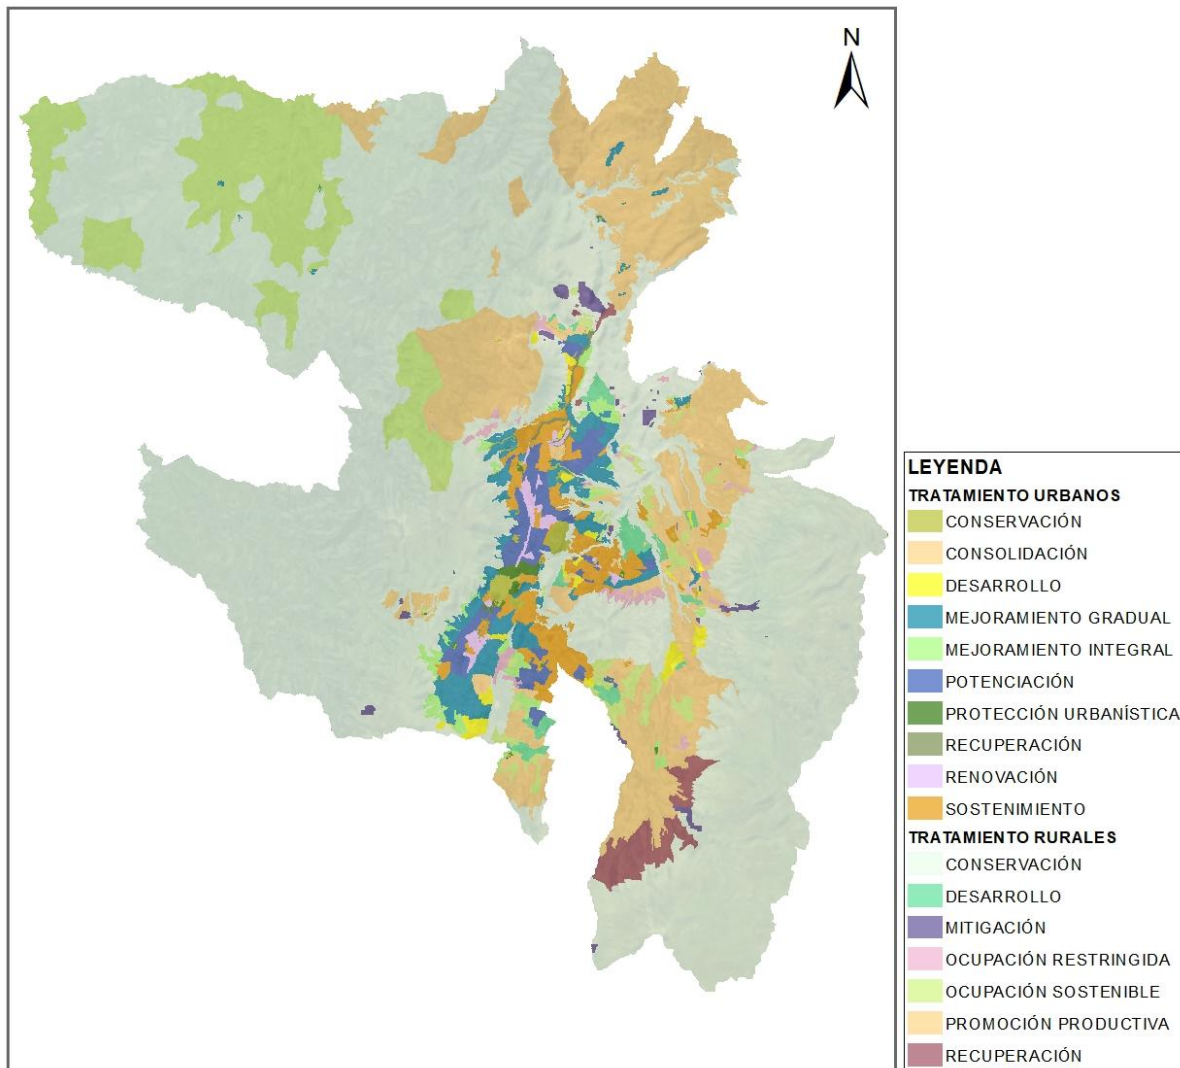 N
LEYENDA
TRATAMIENTO URBANOS
CONSERVACIÓN
CONSOLIDACIÓN
DESARROLLO
MEJORAMIENTO GRADUAL
MEJORAMIENTO INTEGRAL
POTENCIACIÓN
PROTECCIÓN URBANÍSTICA
RECUPERACIÓN
RENOVACIÓN
SOSTENIMIENTO
TRATAMIENTO RURALES
CONSERVACIÓN
DESARROLLO
MITIGACIÓN
OCUPACIÓN RESTRINGIDA
OCUPACIÓN SOSTENIBLE
PROMOCIÓN PRODUCTIVA
RECUPERACIÓN